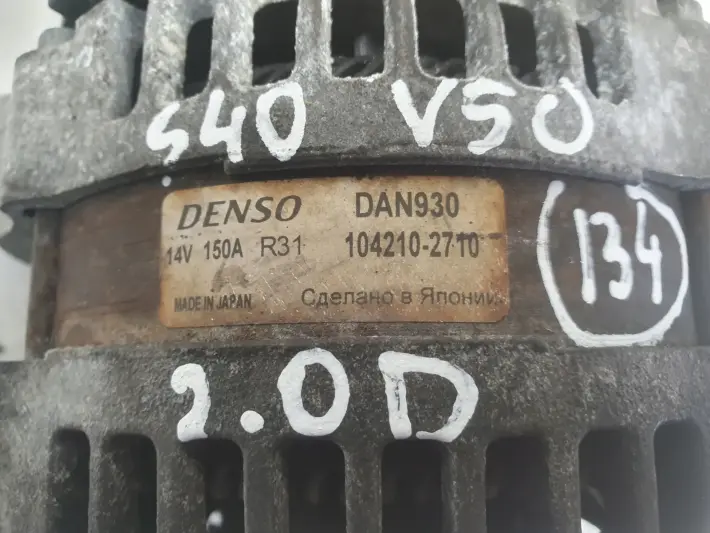 S40 V50
DENSO DAN930
14V 150A R31 104210-2710
MADE IN JAPAN Сделано в Японии
134
2.0D